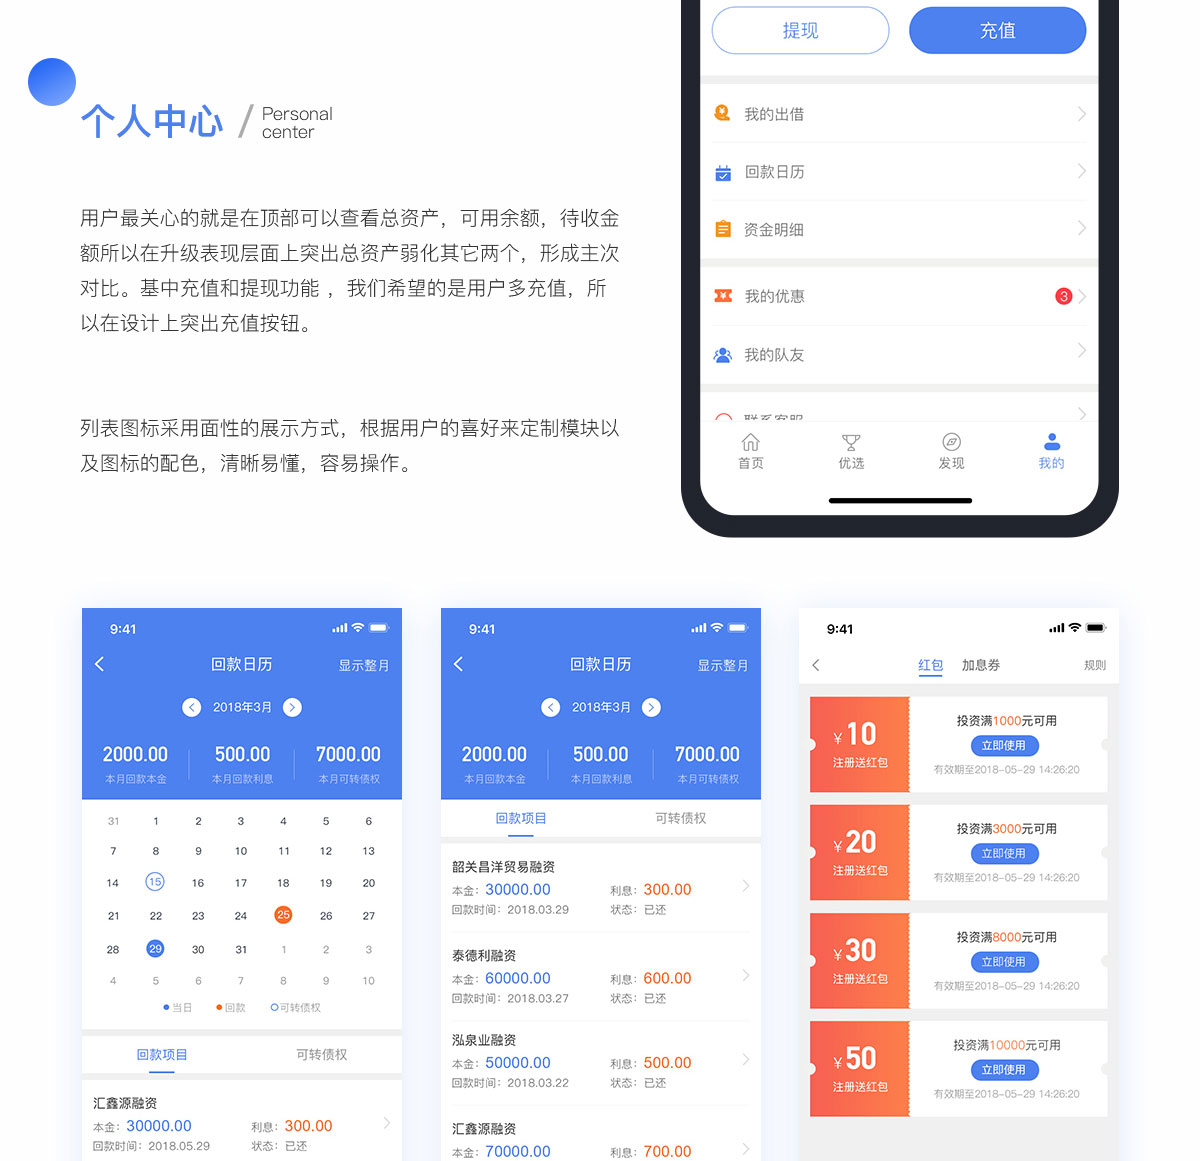 个人中心 / Personal
center
用户最关心的就是在顶部可以查看总资产，可用余额，待收金
额所以在升级表现层面上突出总资产弱化其它两个，形成主次
对比。基中充值和提现功能 ，我们希望的是用户多充值，所
以在设计上突出充值按钮。
列表图标采用面性的展示方式，根据用户的喜好来定制模块以
及图标的配色，清晰易懂，容易操作。
提现 充值
我的出借
回款日历
资金明细
我的优惠 3
我的队友
联系客服
首页 优选 发现 我的
9:41
回款日历 显示整月
2018年3月
2000.00 500.00 7000.00
本月回款本金 本月回款利息 本月可转债权
31 1 2 3 4 5 6
7 8 9 10 11 12 13
14 15 16 17 18 19 20
21 22 23 24 25 26 27
28 29 30 31 1 2 3
4 5 6 7 8 9 10
当日 回款 可转债权
回款项目 可转债权
汇鑫源融资
本金：30000.00 利息：300.00
回款时间：2018.05.29 状态：已还
9:41
回款日历 显示整月
2018年3月
2000.00 500.00 7000.00
本月回款本金 本月回款利息 本月可转债权
回款项目 可转债权
韶关昌洋贸易融资
本金：30000.00 利息：300.00
回款时间：2018.03.29 状态：已还
泰德利融资
本金：60000.00 利息：600.00
回款时间：2018.03.27 状态：已还
泓泉业融资
本金：50000.00 利息：500.00
回款时间：2018.03.22 状态：已还
汇鑫源融资
本金：70000.00 利息：700.00
9:41
红包 加息券 规则
¥10 注册送红包
投资满1000元可用
立即使用
有效期至2018-05-29 14:26:20
¥20 注册送红包
投资满3000元可用
立即使用
有效期至2018-05-29 14:26:20
¥30 注册送红包
投资满8000元可用
立即使用
有效期至2018-05-29 14:26:20
¥50 注册送红包
投资满10000元可用
立即使用
有效期至2018-05-29 14:26:20